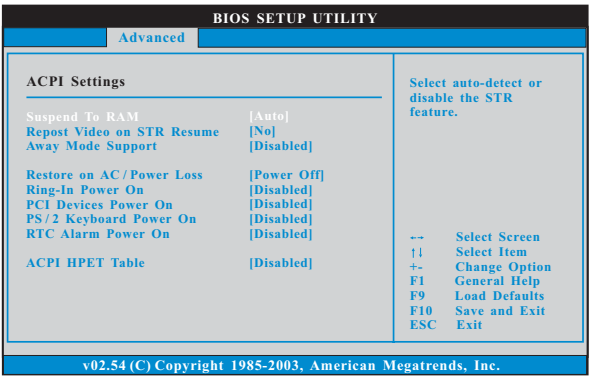 BIOS SETUP UTILITY
Advanced
ACPI Settings
Suspend To RAM [Auto]
Repost Video on STR Resume [No]
Away Mode Support [Disabled]
Restore on AC / Power Loss [Power Off]
Ring-In Power On [Disabled]
PCI Devices Power On [Disabled]
PS / 2 Keyboard Power On [Disabled]
RTC Alarm Power On [Disabled]
ACPI HPET Table [Disabled]
Select auto-detect or
disable the STR
feature.
←→ Select Screen
↑↓ Select Item
+- Change Option
F1 General Help
F9 Load Defaults
F10 Save and Exit
ESC Exit
v02.54 (C) Copyright 1985-2003, American Megatrends, Inc.